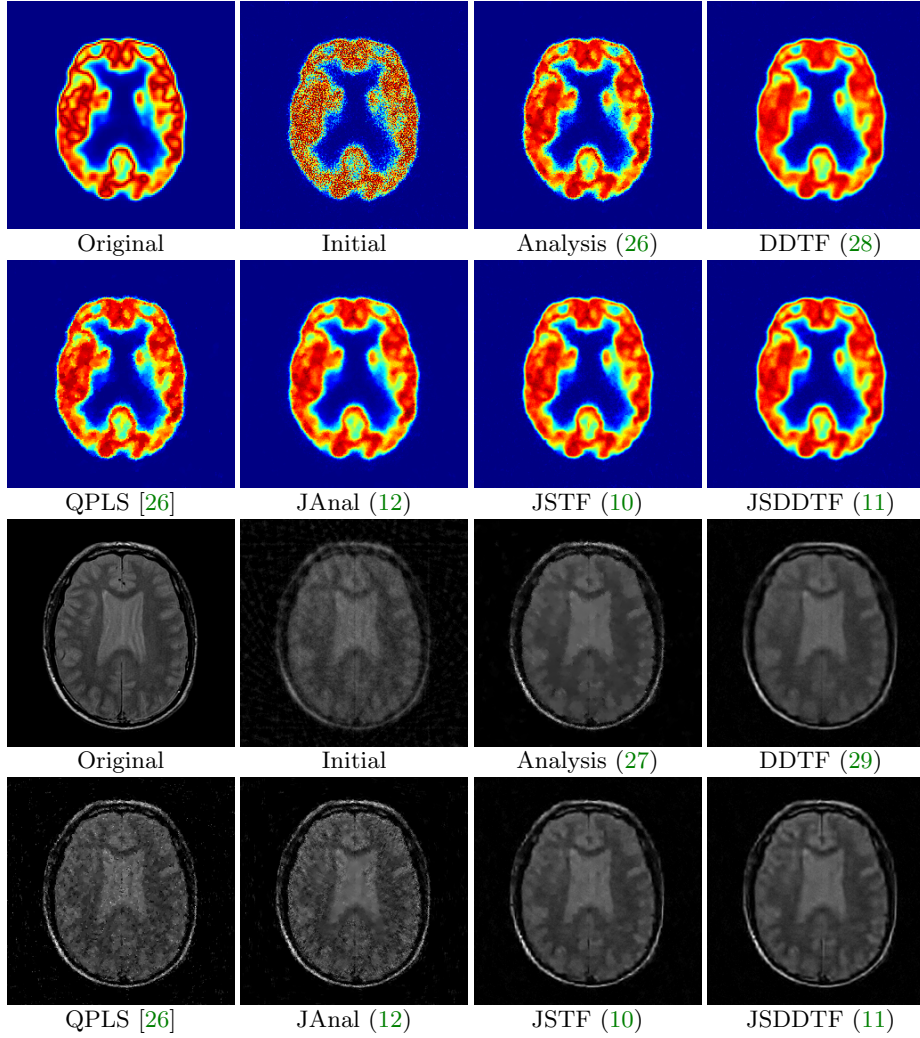 Original Initial Analysis (26) DDTF (28)
QPLS [26] JAnal (12) JSTF (10) JSDDTF (11)
Original Initial Analysis (27) DDTF (29)
QPLS [26] JAnal (12) JSTF (10) JSDDTF (11)